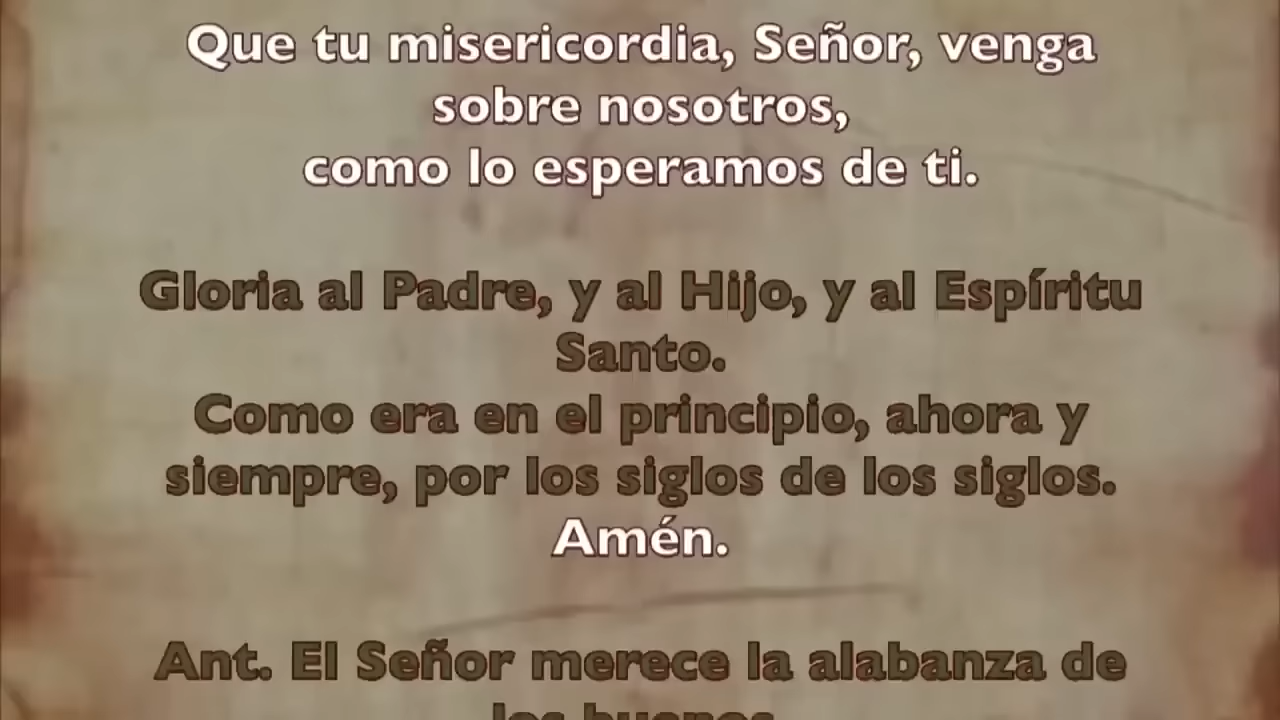 Que tu misericordia, Señor, venga
sobre nosotros,
como lo esperamos de ti.
Gloria al Padre, y al Hijo, y al Espíritu
Santo.
Como era en el principio, ahora y
siempre, por los siglos de los siglos.
Amén.
Ant. El Señor merece la alabanza de
los buenos.